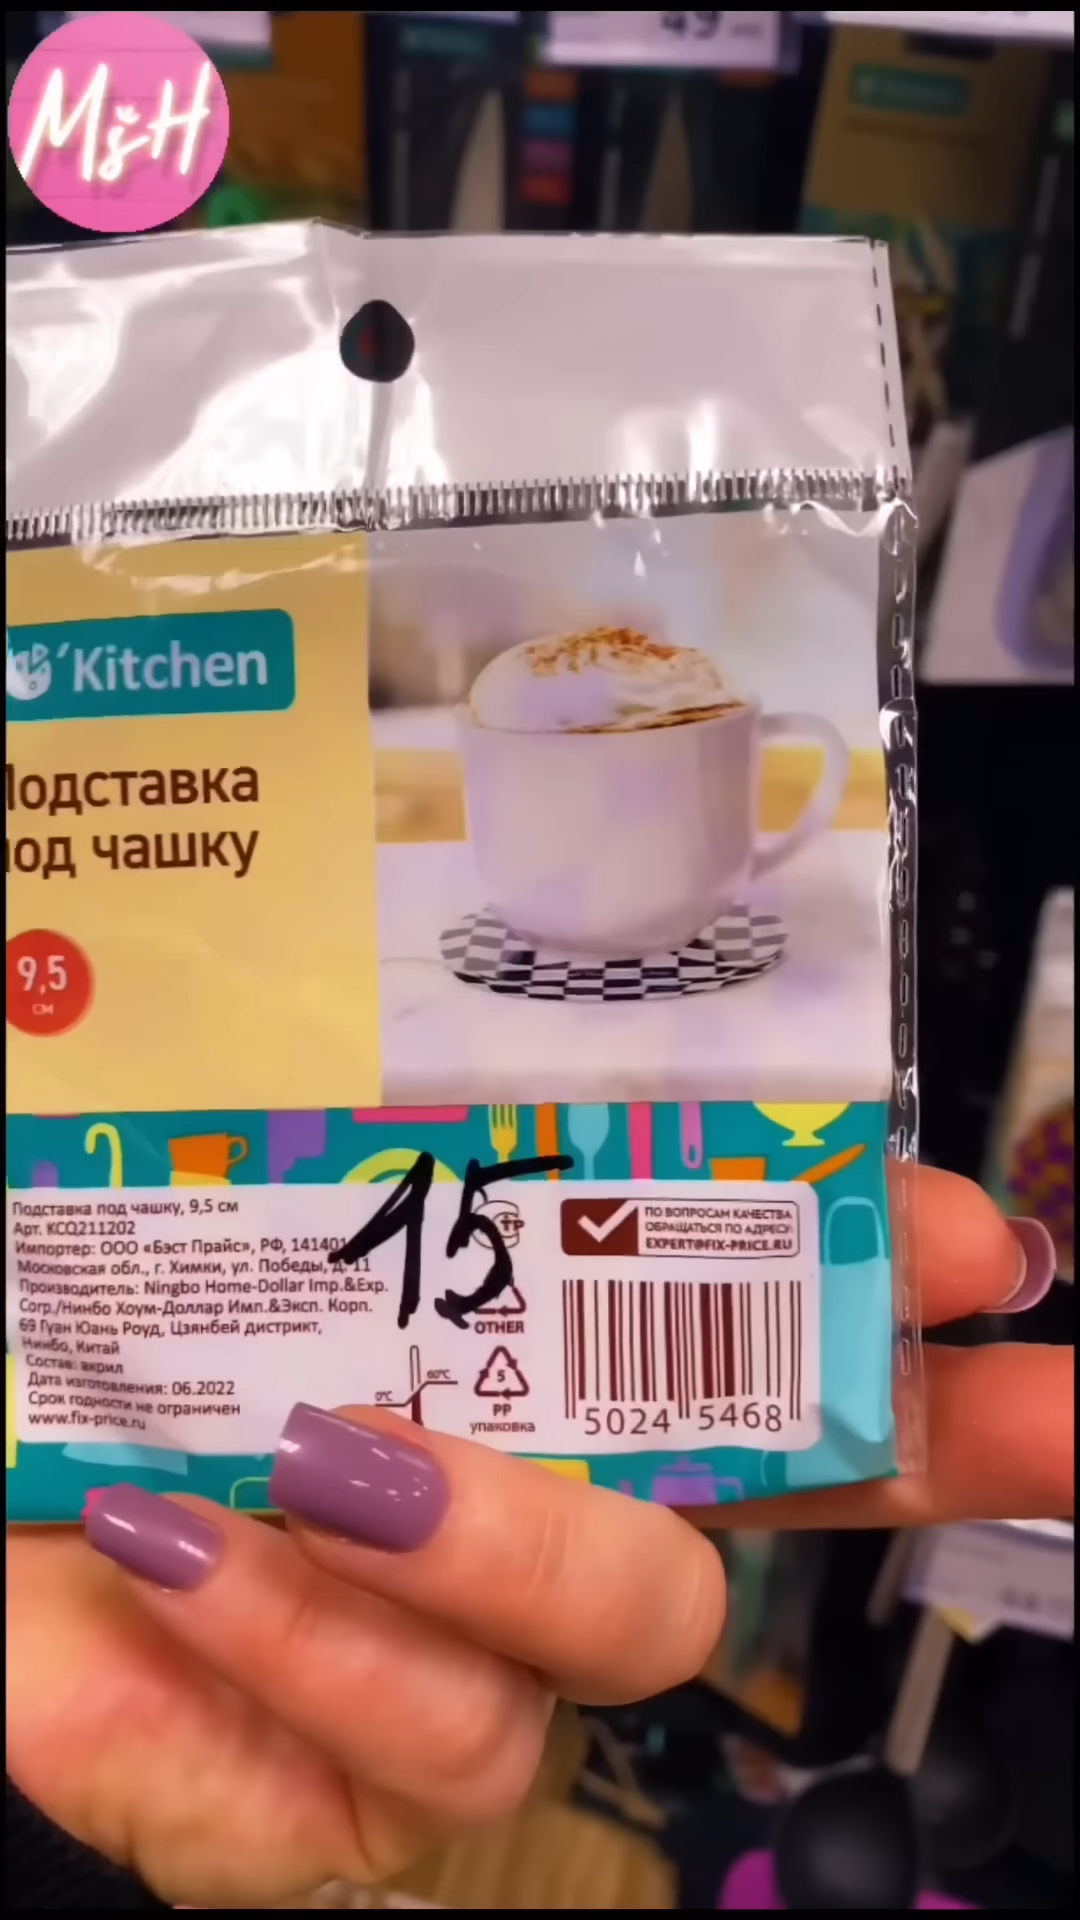 49
M&H
'Kitchen
Подставка
под чашку
9,5
см
Подставка под чашку, 9,5 см
Арт. KCQ211202
Импортер: ООО «Бэст Прайс», РФ, 141401
Московская обл., г. Химки, ул. Победы, д. 11
Производитель: Ningbo Home-Dollar Imp.&Exp.
Corp./Нинбо Хоум-Доллар Имп.&Эксп. Корп.
69 Гуан Юань Роуд, Цзянбей дистрикт,
Нинбо, Китай
Состав: акрил
Дата изготовления: 06.2022
Срок годности не ограничен
www.fix-price.ru
15
OTHER
0°C
60°C
5
PP
упаковка
ПО ВОПРОСАМ КАЧЕСТВА
ОБРАЩАТЬСЯ ПО АДРЕСУ:
EXPERT@FIX-PRICE.RU
5024 5468